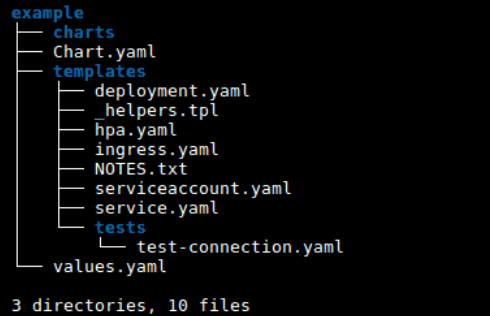 example
├── charts
├── Chart.yaml
├── templates
│   ├── deployment.yaml
│   ├── _helpers.tpl
│   ├── hpa.yaml
│   ├── ingress.yaml
│   ├── NOTES.txt
│   ├── serviceaccount.yaml
│   ├── service.yaml
│   └── tests
│       └── test-connection.yaml
└── values.yaml
3 directories, 10 files